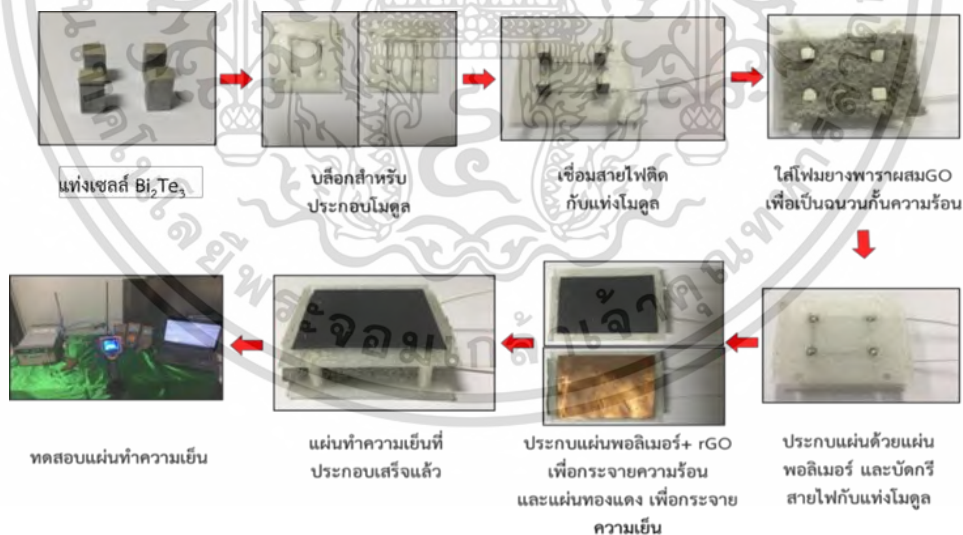 แท่งเซลล์ Bi₂Te₃
บล็อกสำหรับ
ประกอบโมดูล
เชื่อมสายไฟติด
กับแท่งโมดูล
ใส่โฟมยางพาราผสมGO
เพื่อเป็นฉนวนกั้นความร้อน
ประกบแผ่นด้วยแผ่น
พอลิเมอร์ และบัดกรี
สายไฟกับแท่งโมดูล
ประกบแผ่นพอลิเมอร์+ rGO
เพื่อกระจายความร้อน
และแผ่นทองแดง เพื่อกระจาย
ความเย็น
แผ่นทำความเย็นที่
ประกอบเสร็จแล้ว
ทดสอบแผ่นทำความเย็น